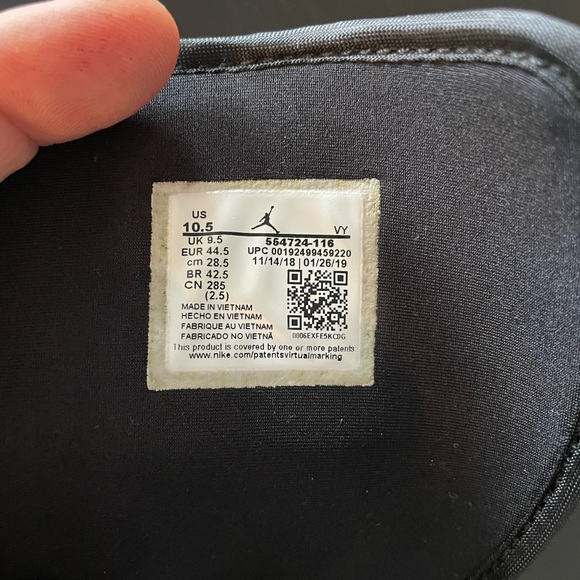 US
10.5 VY
UK 9.5 554724-116
EUR 44.5 UPC 00192499459220
cm 28.5 11/14/18 | 01/26/19
BR 42.5
CN 285
(2.5)
MADE IN VIETNAM
HECHO EN VIETNAM
FABRIQUE AU VIETNAM
FABRICADO NO VIETNÃ
This product is covered by one or more patents.
www.nike.com/patentsvirtualmarking